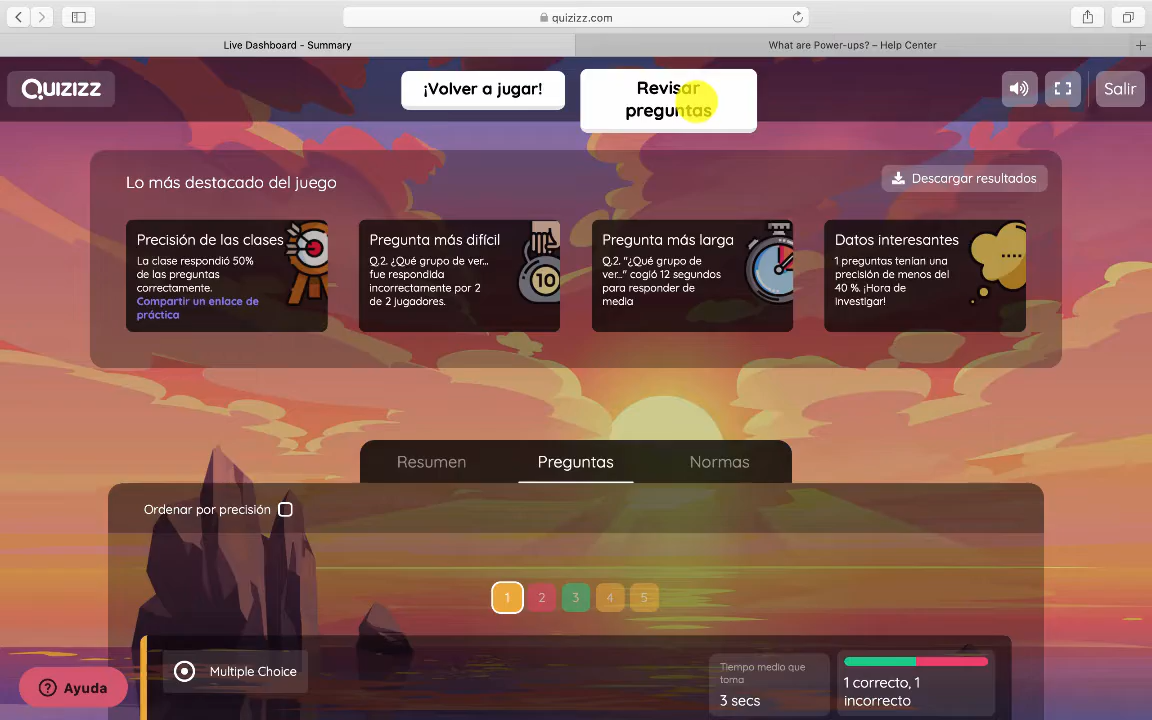 quizizz.com
Live Dashboard - Summary
What are Power-ups? – Help Center
QUIZIZZ
¡Volver a jugar!
Revisar
preguntas
Salir
Lo más destacado del juego
Descargar resultados
Precisión de las clases
La clase respondió 50%
de las preguntas
correctamente.
Compartir un enlace de
práctica
Pregunta más difícil
Q.2. ¿Qué grupo de ver...
fue respondida
incorrectamente por 2
de 2 jugadores.
10
Pregunta más larga
Q.2. "¿Qué grupo de
ver..." cogió 12 segundos
para responder de
media
Datos interesantes
1 preguntas tenían una
precisión de menos del
40 %. ¡Hora de
investigar!
Resumen
Preguntas
Normas
Ordenar por precisión
1
2
3
4
5
Multiple Choice
Tiempo medio que
toma
3 secs
1 correcto, 1
incorrecto
Ayuda